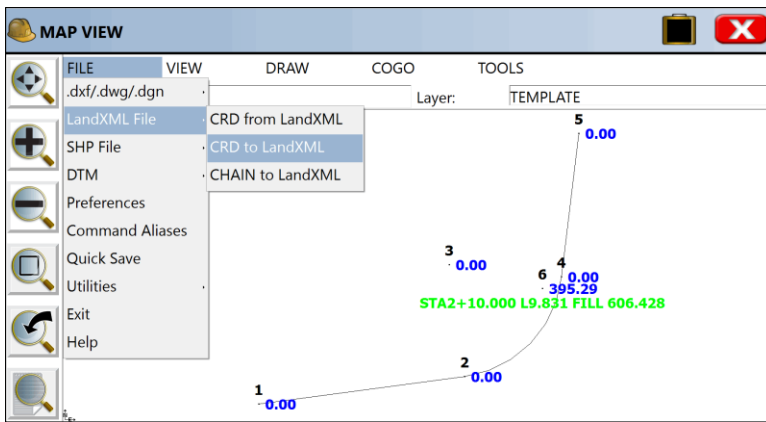 MAP VIEW
FILE VIEW DRAW COGO TOOLS
.dxf/.dwg/.dgn
Layer: TEMPLATE
LandXML File
CRD from LandXML
SHP File
CRD to LandXML
DTM
CHAIN to LandXML
Preferences
Command Aliases
Quick Save
Utilities
Exit
Help
5
0.00
3
0.00
4
0.00
6
395.29
STA2+10.000 L9.831 FILL 606.428
2
0.00
1
0.00